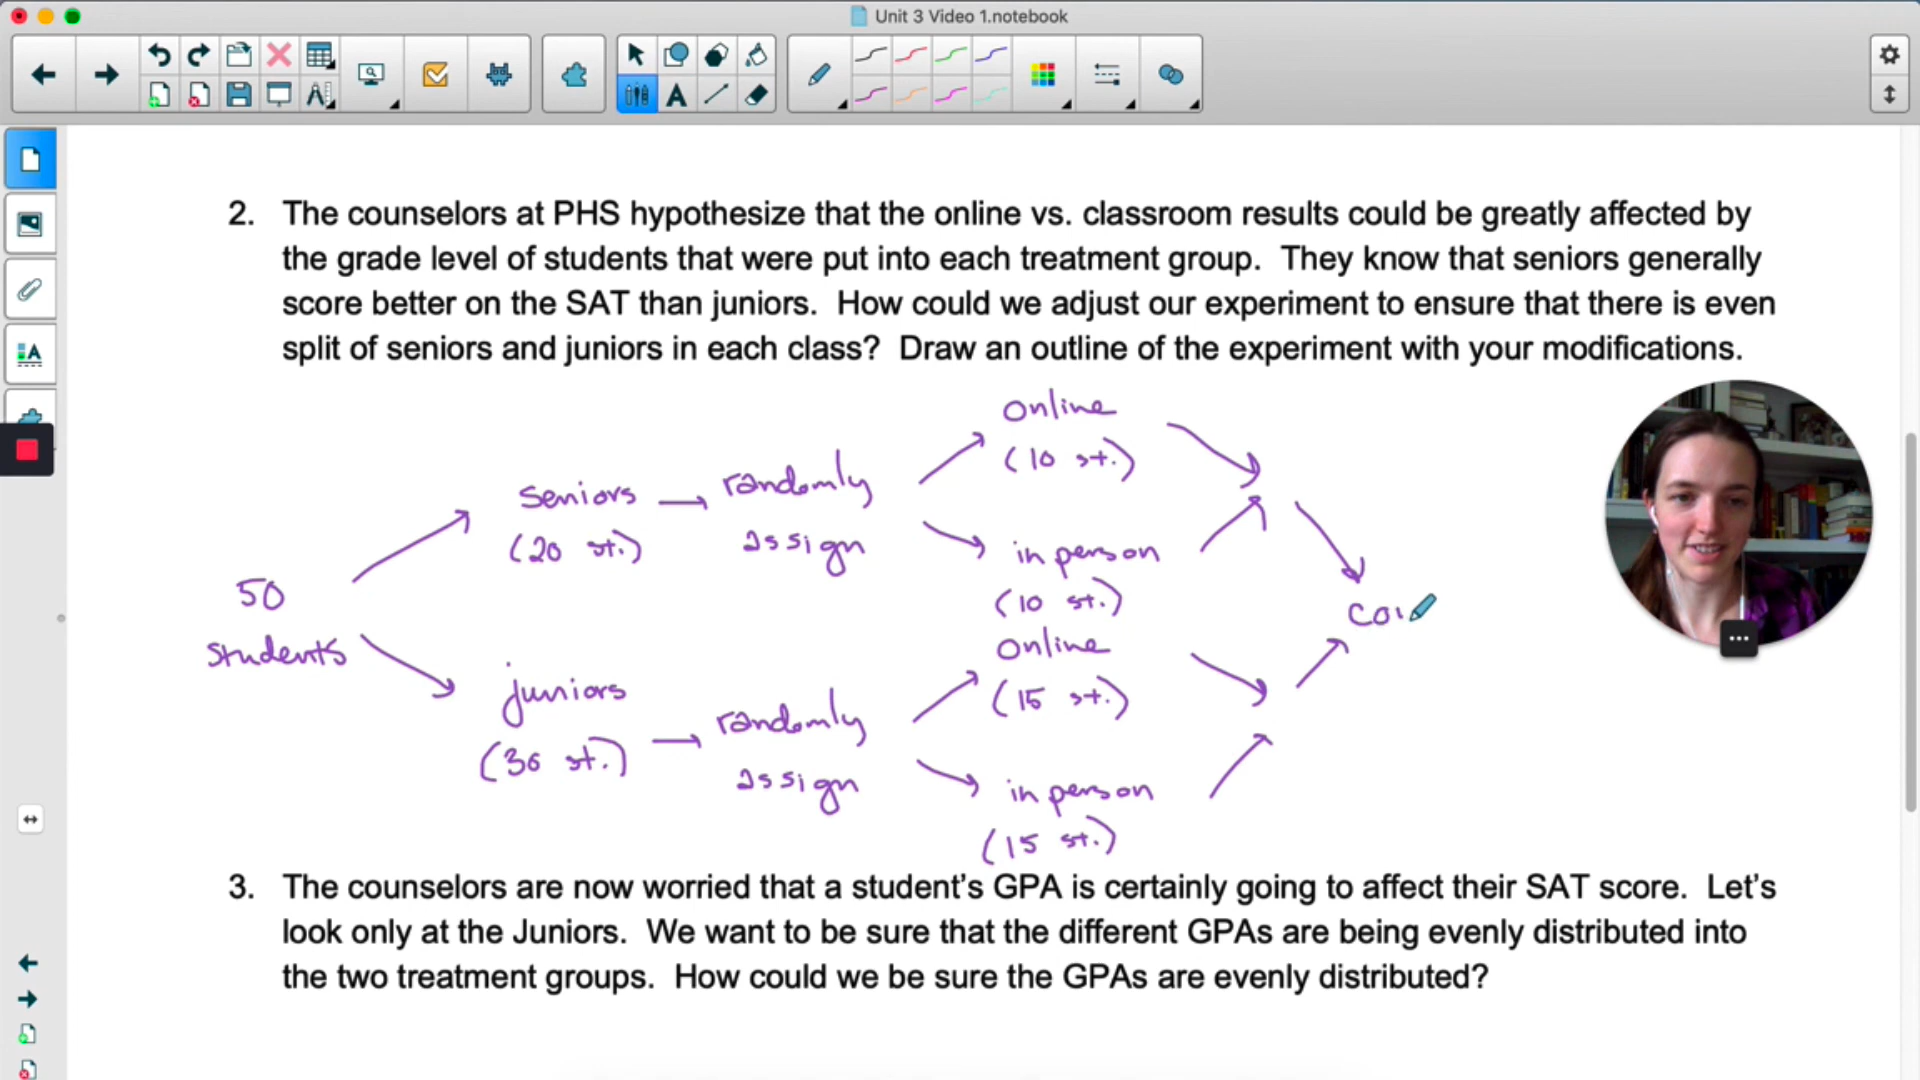 Unit 3 Video 1.notebook
2. The counselors at PHS hypothesize that the online vs. classroom results could be greatly affected by
the grade level of students that were put into each treatment group. They know that seniors generally
score better on the SAT than juniors. How could we adjust our experiment to ensure that there is even
split of seniors and juniors in each class? Draw an outline of the experiment with your modifications.
online
(10 st.)
seniors → randomly
assign
(20 st.)
in person
(10 st.)
50
students
online
(15 st.)
juniors
(30 st.) → randomly
assign
in person
(15 st.)
3. The counselors are now worried that a student's GPA is certainly going to affect their SAT score. Let's
look only at the Juniors. We want to be sure that the different GPAs are being evenly distributed into
the two treatment groups. How could we be sure the GPAs are evenly distributed?